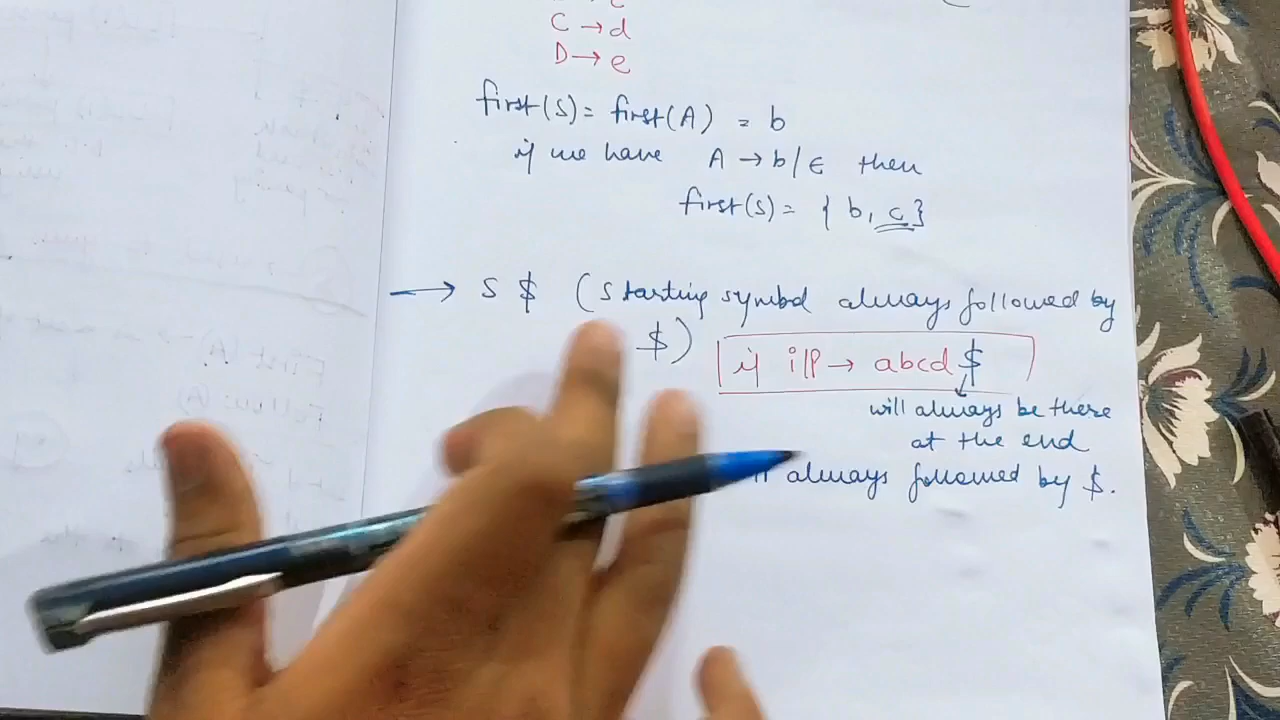 C → d
D → e
first(S) = first(A) = b
if we have A → b/ϵ then
first(S) = { b, c }
→ S $ (Starting symbol always followed by
$) if i/p → abcd $
will always be there
at the end
always followed by $.